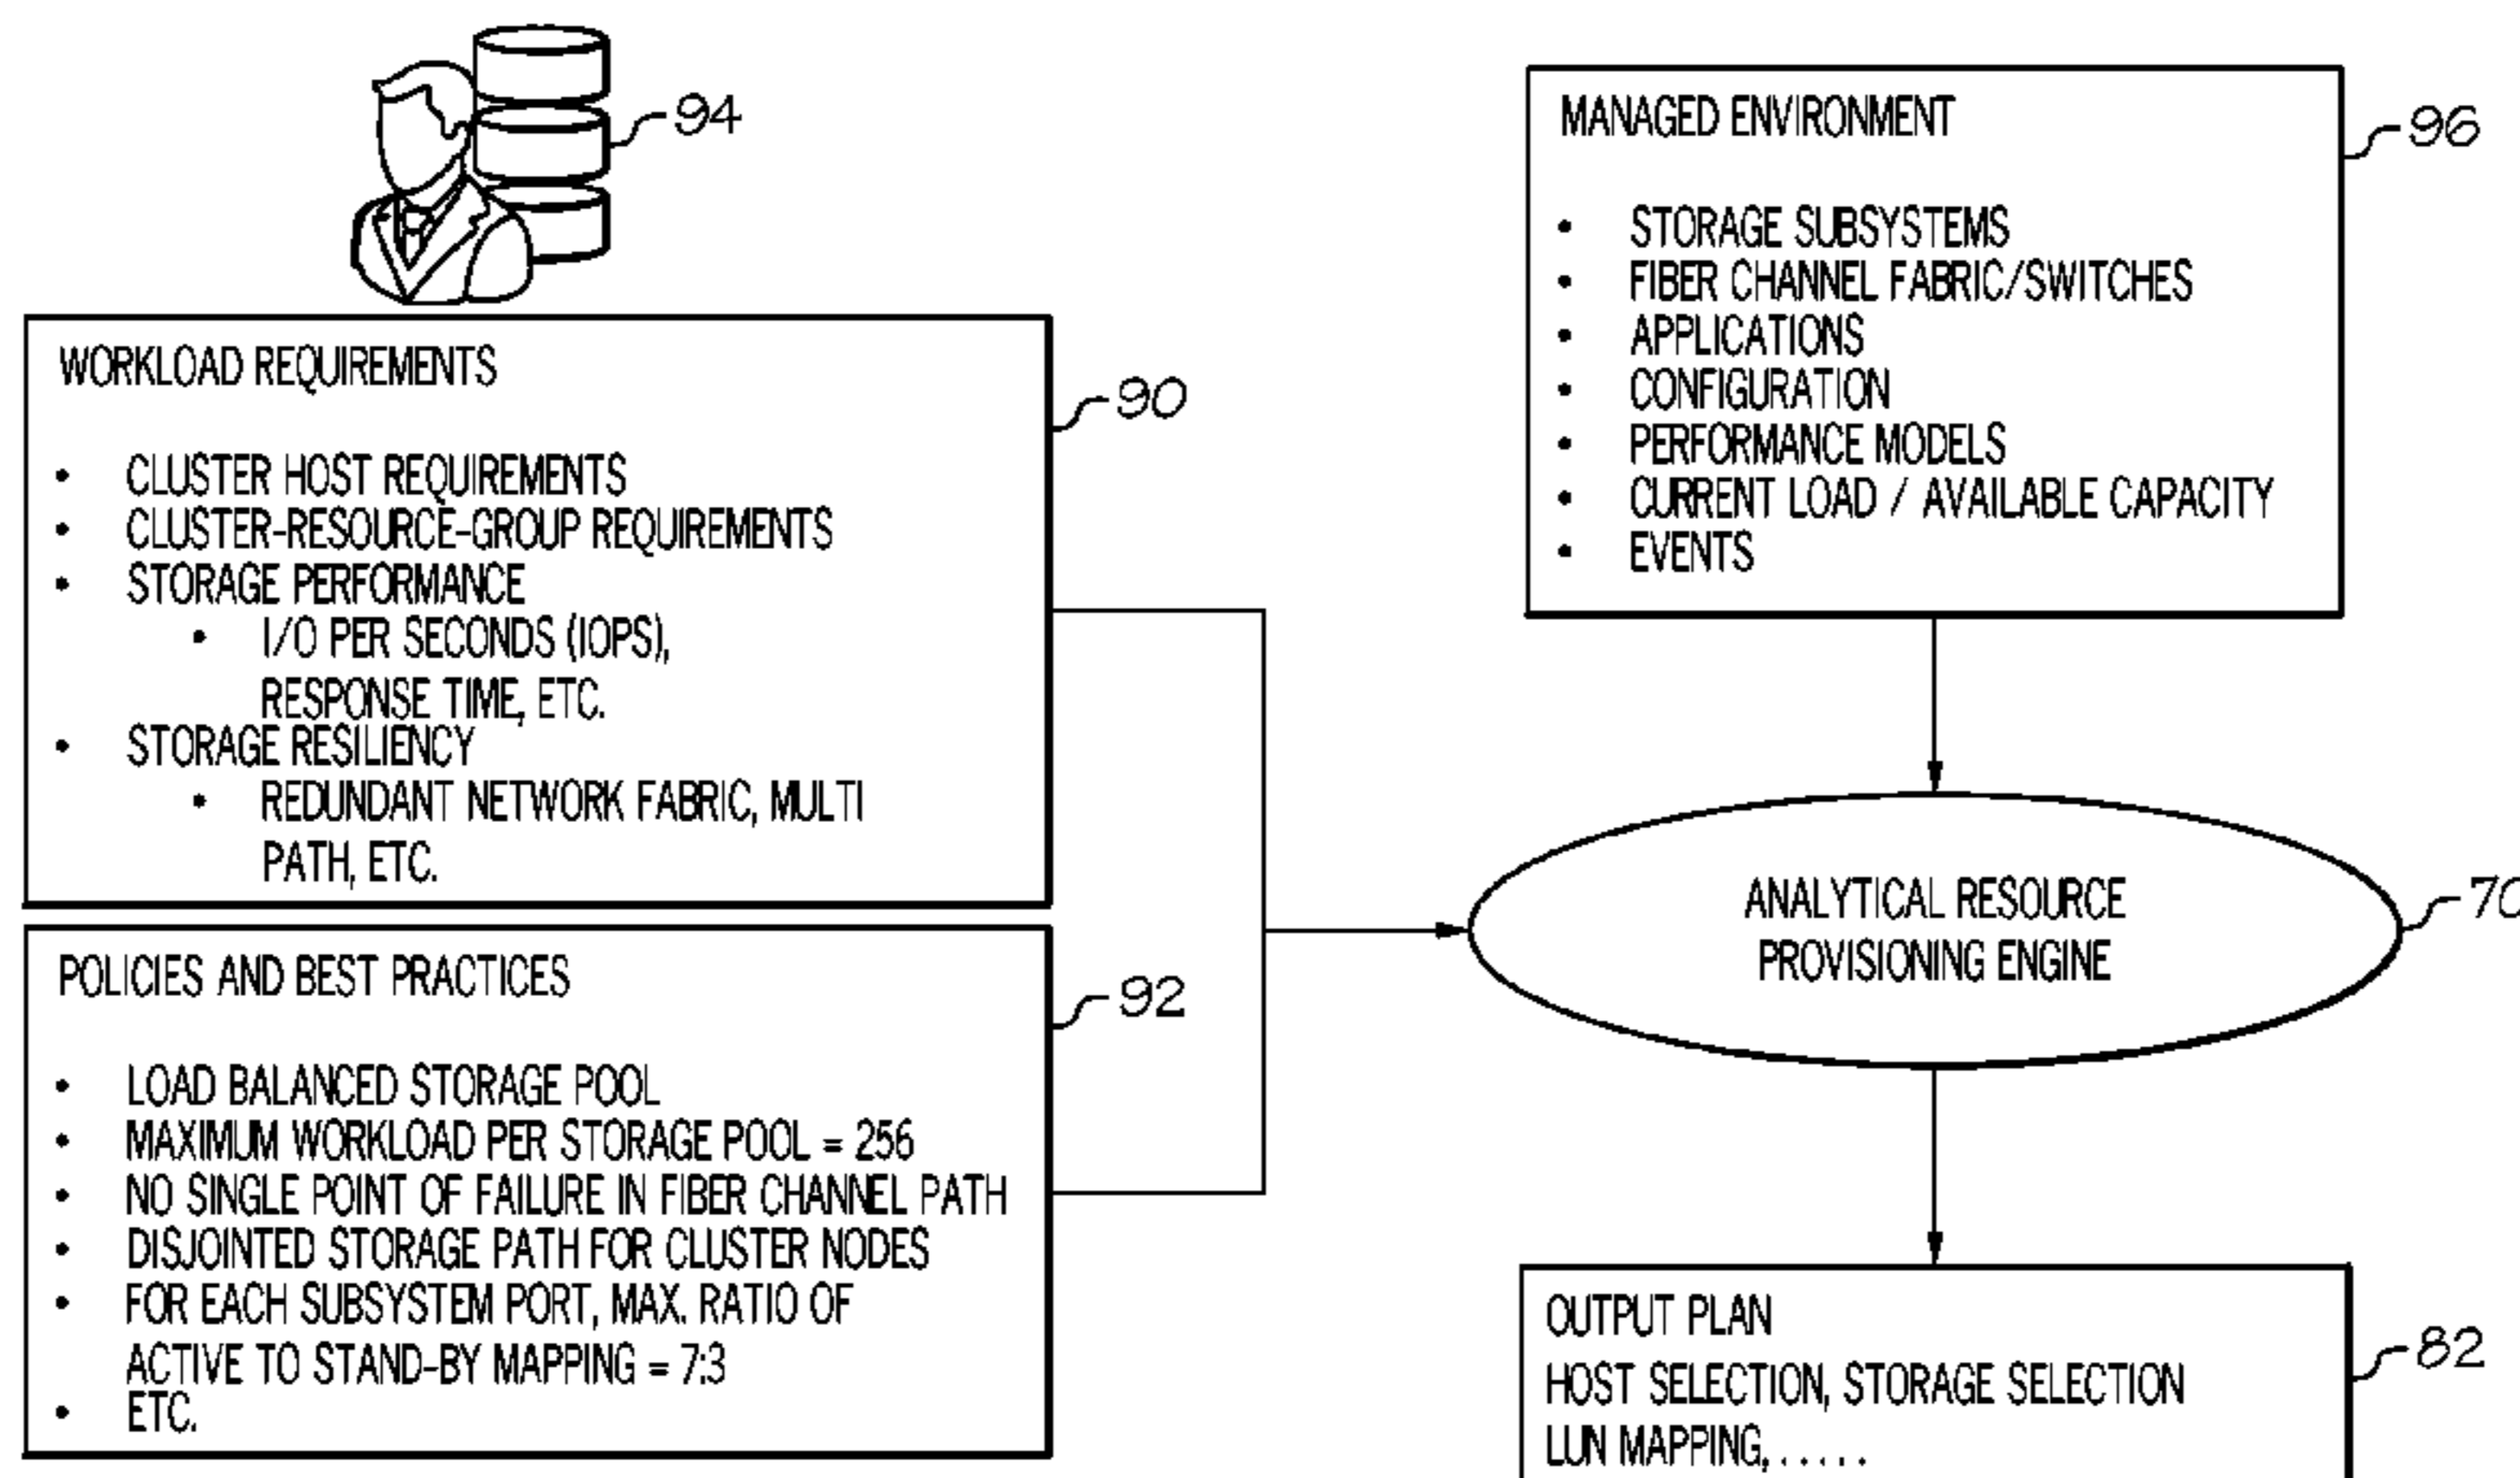 94
WORKLOAD REQUIREMENTS
90
• CLUSTER HOST REQUIREMENTS
• CLUSTER-RESOURCE-GROUP REQUIREMENTS
• STORAGE PERFORMANCE
• I/O PER SECONDS (IOPS),
RESPONSE TIME, ETC.
• STORAGE RESILIENCY
• REDUNDANT NETWORK FABRIC, MULTI
PATH, ETC.
POLICIES AND BEST PRACTICES
92
• LOAD BALANCED STORAGE POOL
• MAXIMUM WORKLOAD PER STORAGE POOL = 256
• NO SINGLE POINT OF FAILURE IN FIBER CHANNEL PATH
• DISJOINTED STORAGE PATH FOR CLUSTER NODES
• FOR EACH SUBSYSTEM PORT, MAX. RATIO OF
ACTIVE TO STAND-BY MAPPING = 7:3
• ETC.
MANAGED ENVIRONMENT
96
• STORAGE SUBSYSTEMS
• FIBER CHANNEL FABRIC/SWITCHES
• APPLICATIONS
• CONFIGURATION
• PERFORMANCE MODELS
• CURRENT LOAD / AVAILABLE CAPACITY
• EVENTS
ANALYTICAL RESOURCE
PROVISIONING ENGINE
70
OUTPUT PLAN
82
HOST SELECTION, STORAGE SELECTION
LUN MAPPING, . . . . .